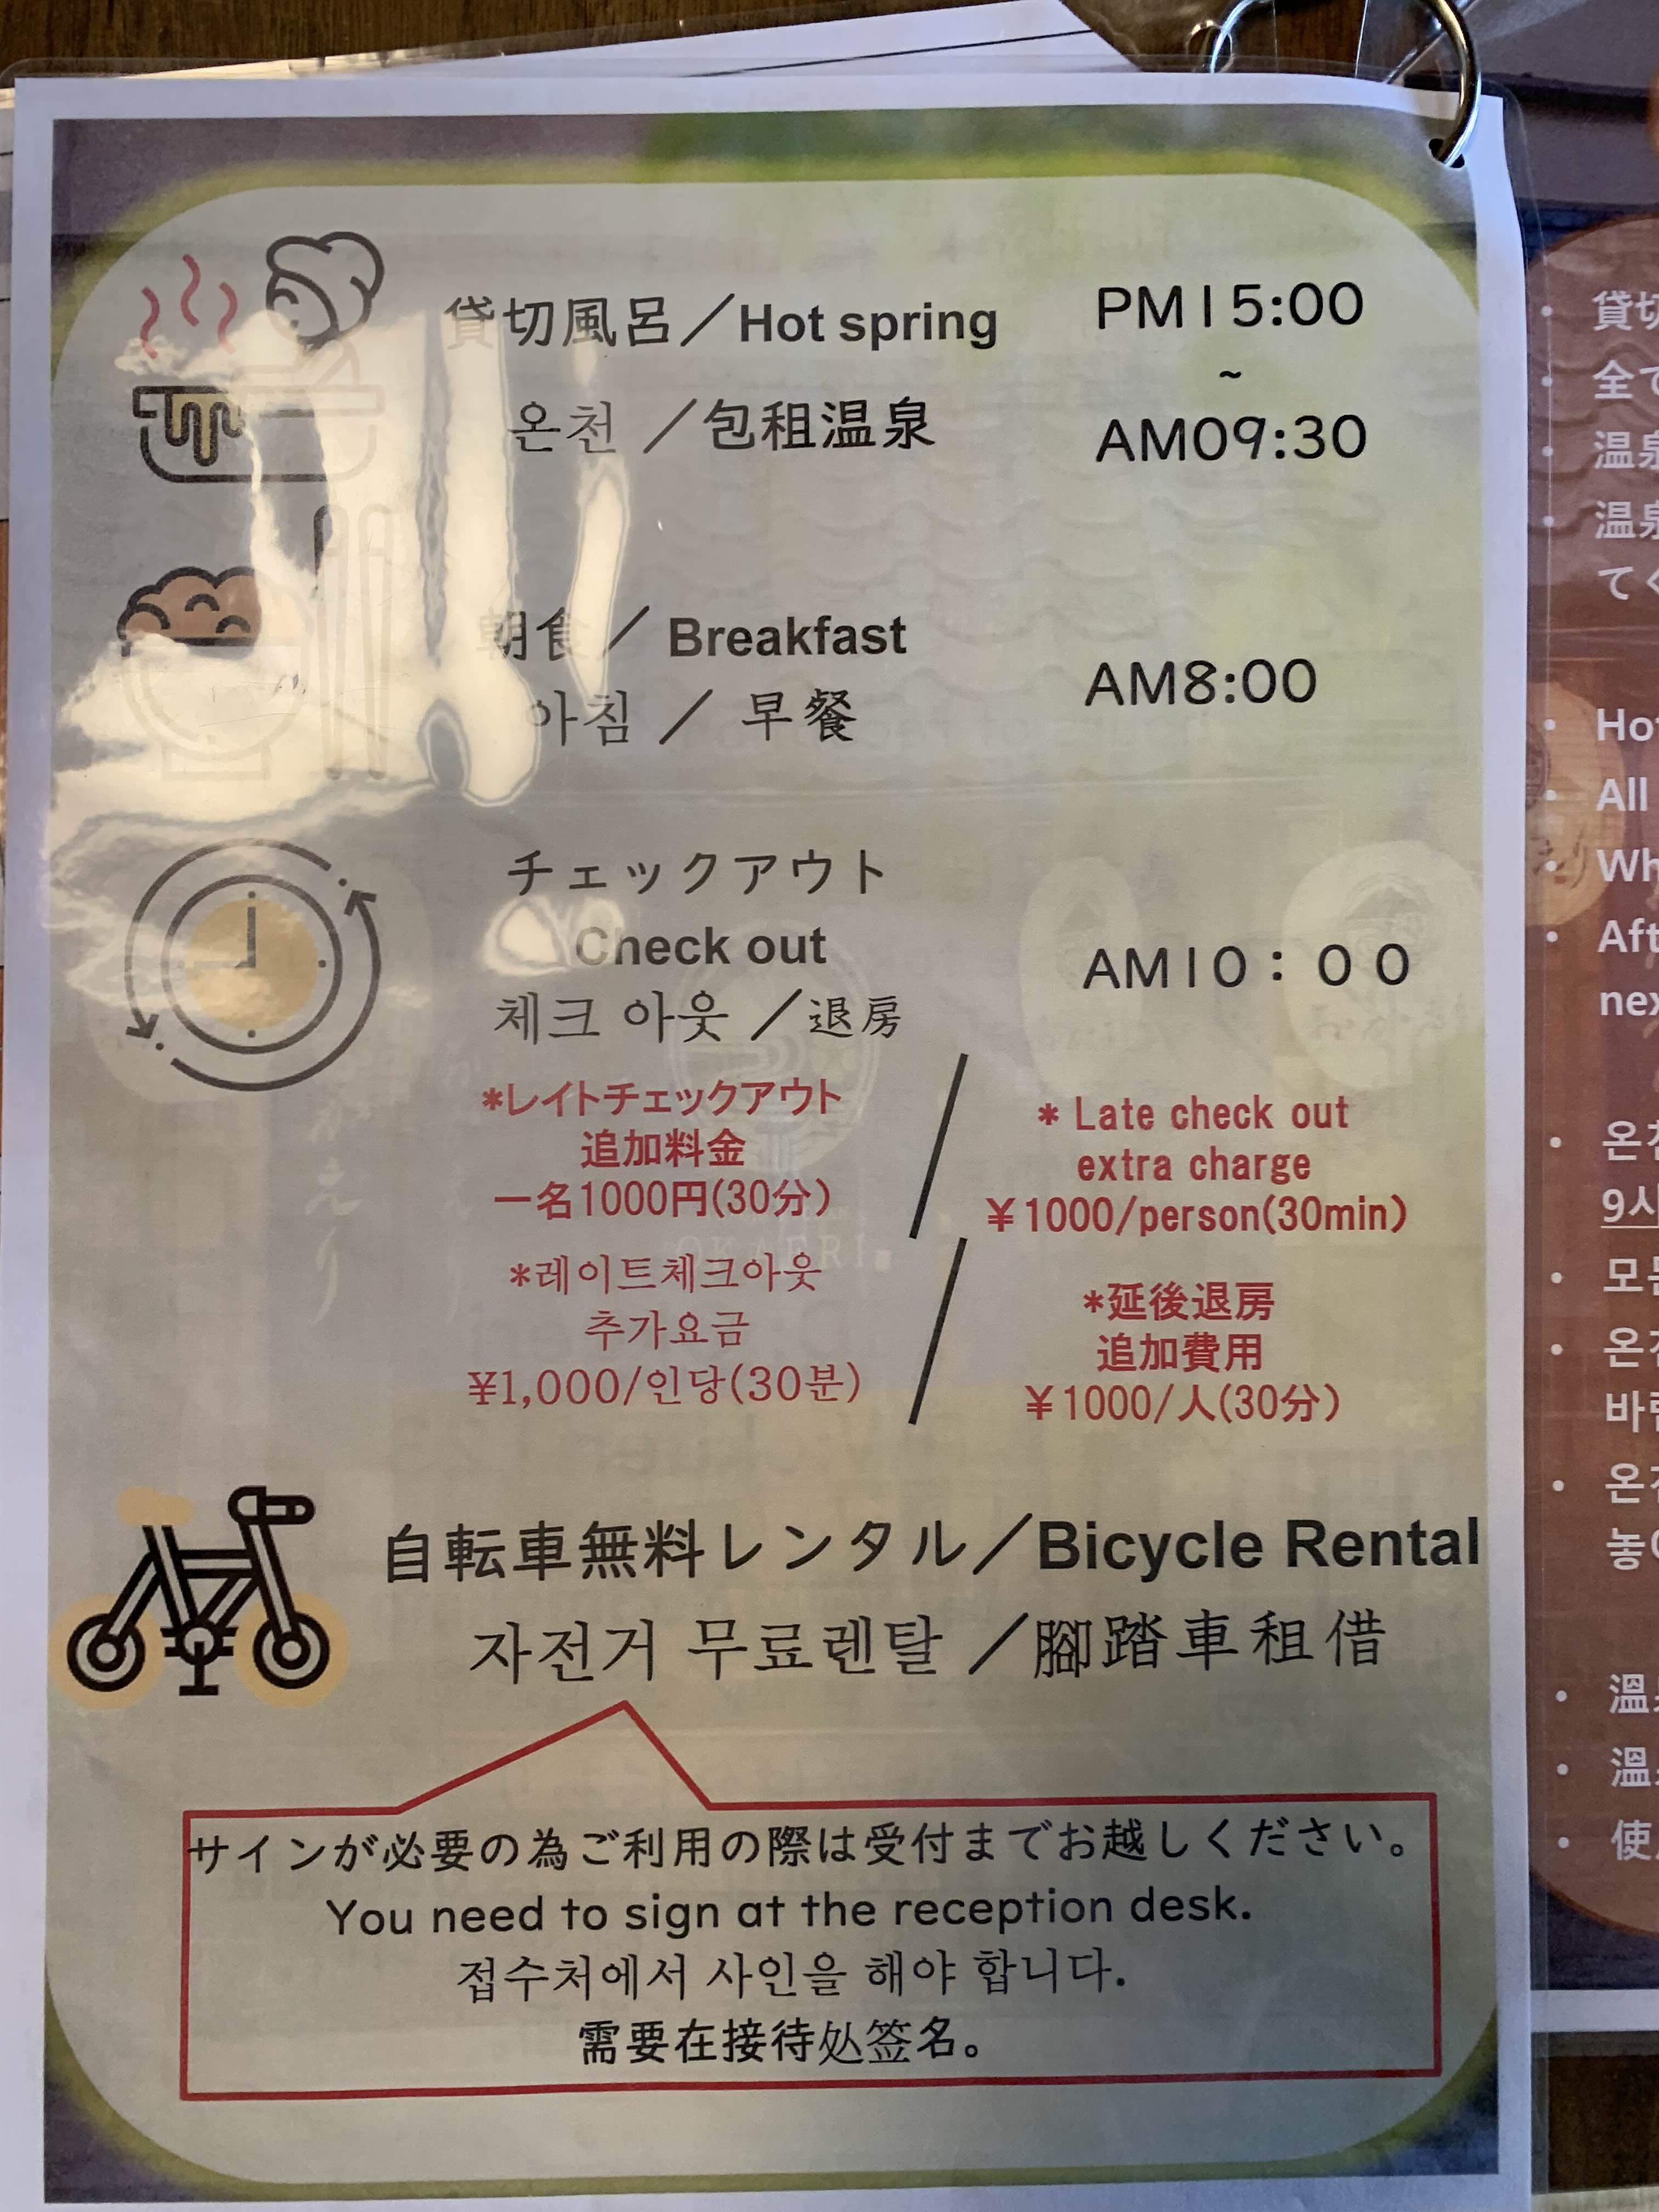 貸切風呂／Hot spring
PM15:00
~
온천 ／包租温泉
AM09:30
朝食／ Breakfast
아침 ／ 早餐
AM8:00
チェックアウト
Check out
AM10：００
체크 아웃 ／退房
*レイトチェックアウト
追加料金
一名1000円(30分)
* Late check out
extra charge
¥1000/person(30min)
*레이트체크아웃
추가요금
¥1,000/인당(30분)
*延後退房
追加費用
¥1000/人(30分)
自転車無料レンタル／Bicycle Rental
자전거 무료렌탈 ／腳踏車租借
サインが必要の為ご利用の際は受付までお越しください。
You need to sign at the reception desk.
접수처에서 사인을 해야 합니다.
需要在接待处签名。
全て
てく
All
9시